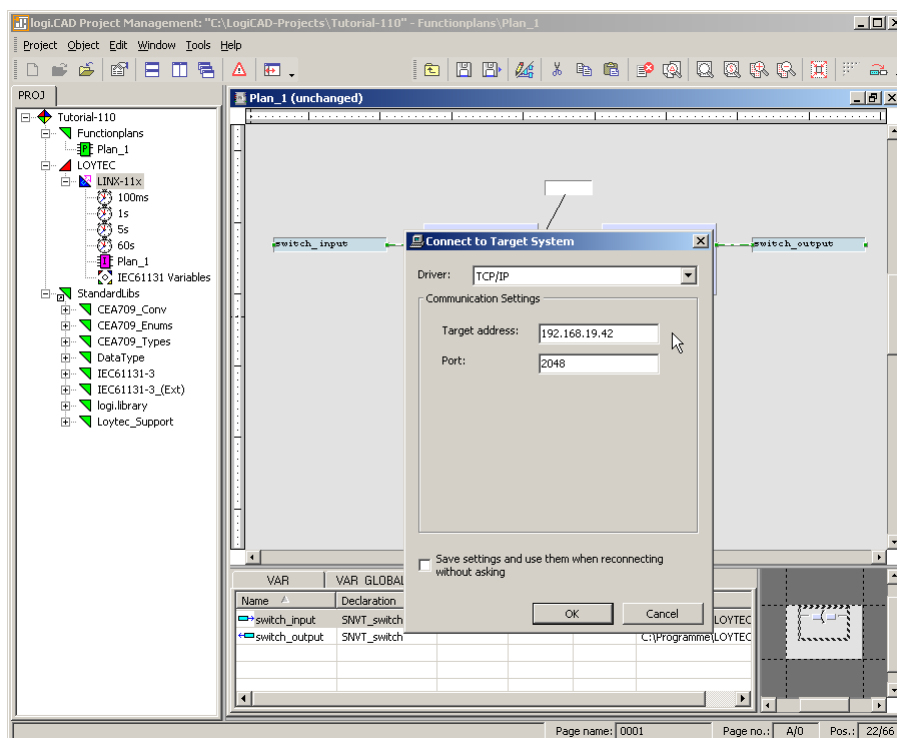 logi.CAD Project Management: "C:\LogiCAD-Projects\Tutorial-110" - Functionplans\Plan_1
Project Object Edit Window Tools Help
PROJ
Tutorial-110
Functionplans
Plan_1
LOYTEC
LINX-11x
100ms
1s
5s
60s
Plan_1
IEC61131 Variables
StandardLibs
CEA709_Conv
CEA709_Enums
CEA709_Types
DataType
IEC61131-3
IEC61131-3_(Ext)
logi.library
Loytec_Support
Plan_1 (unchanged)
switch_input
switch_output
Connect to Target System
Driver: TCP/IP
Communication Settings
Target address: 192.168.19.42
Port: 2048
Save settings and use them when reconnecting
without asking
OK Cancel
VAR VAR GLOBAL
Name Declaration
switch_input SNVT_switch LOYTEC
switch_output SNVT_switch C:\Programme\LOYTEC
Page name: 0001 Page no.: A/0 Pos.: 22/66